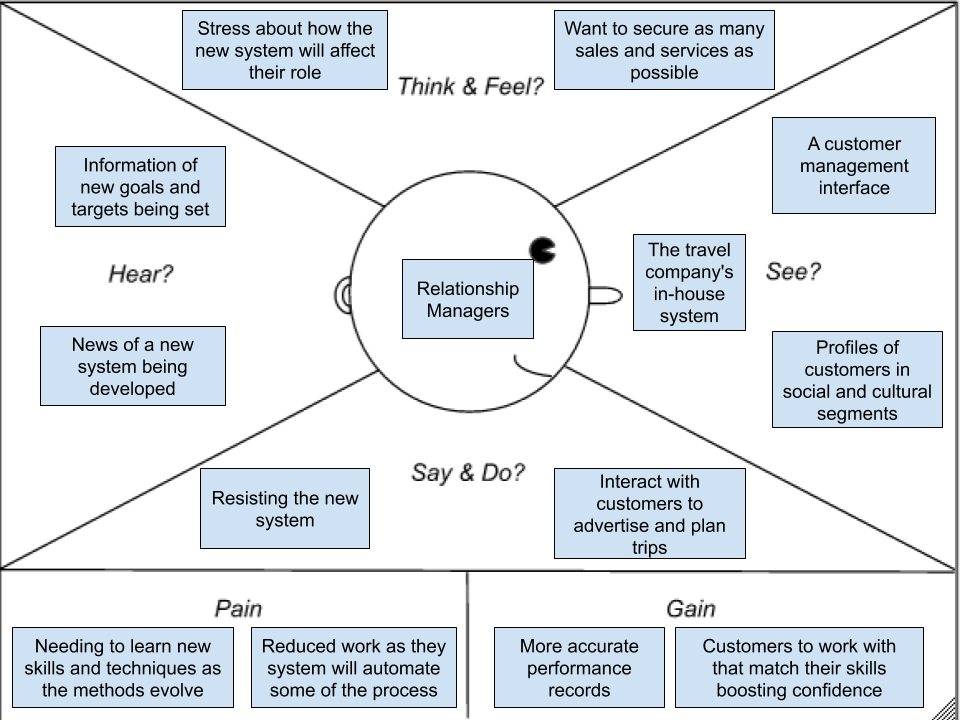 Stress about how the
new system will affect
their role
Want to secure as many
sales and services as
possible
Think & Feel?
Information of
new goals and
targets being set
A customer
management
interface
Hear?
Relationship
Managers
The travel
company's
in-house
system
See?
News of a new
system being
developed
Profiles of
customers in
social and cultural
segments
Say & Do?
Resisting the new
system
Interact with
customers to
advertise and plan
trips
Pain
Needing to learn new
skills and techniques as
the methods evolve
Reduced work as they
system will automate
some of the process
Gain
More accurate
performance
records
Customers to work with
that match their skills
boosting confidence